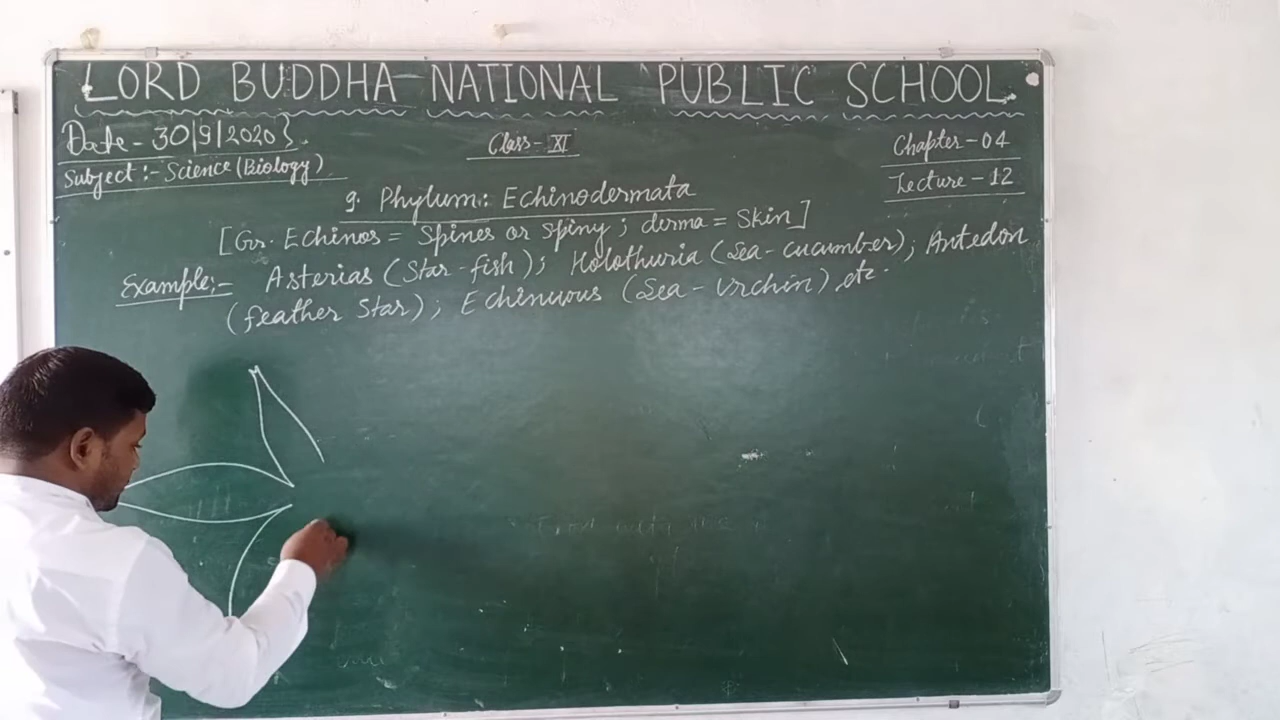 LORD BUDDHA NATIONAL PUBLIC SCHOOL
Date - 30|9|2020}
Class - XI
Chapter - 04
Subject :- Science (Biology)
Lecture - 12
9. Phylum : Echinodermata
[Gr. Echinos = Spines or Spiny ; derma = Skin]
Example :- Asterias (Star-fish); Holothuria (Sea-cucumber); Antedon
(feather Star); Echinuous (Sea-Urchin) etc.